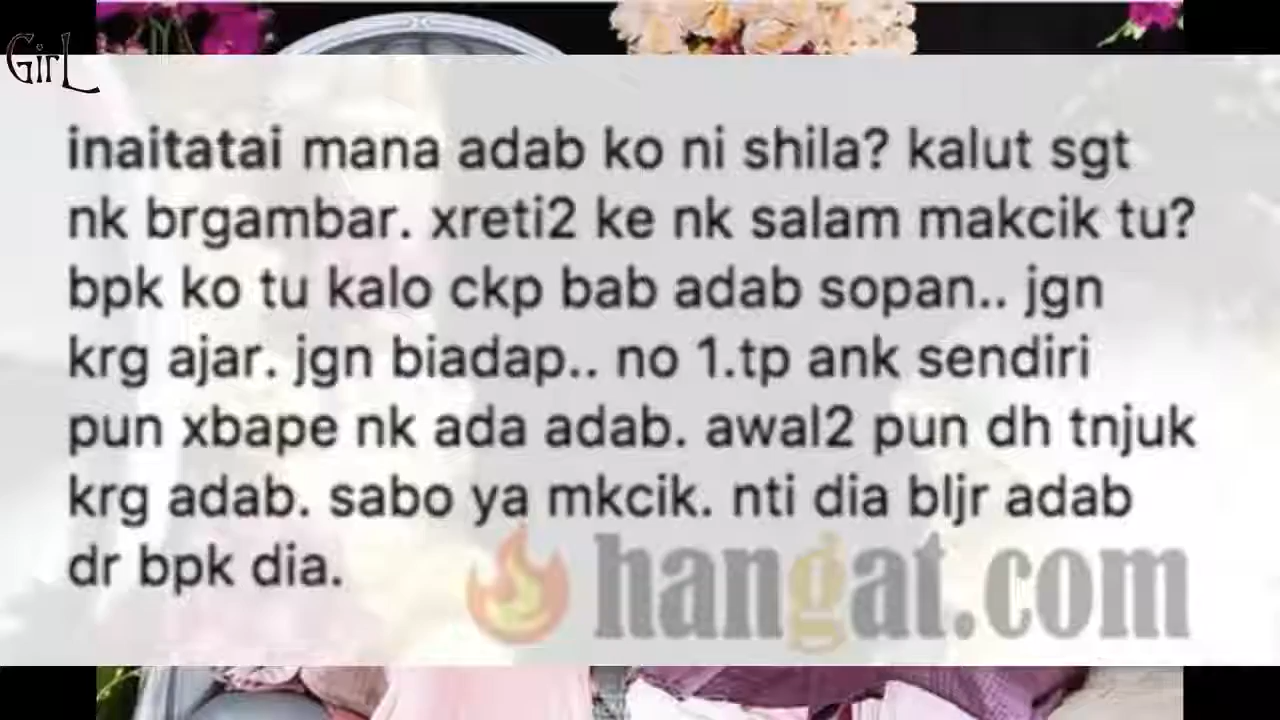 GirL
inaitatai mana adab ko ni shila? kalut sgt
nk brgambar. xreti2 ke nk salam makcik tu?
bpk ko tu kalo ckp bab adab sopan.. jgn
krg ajar. jgn biadap.. no 1.tp ank sendiri
pun xbape nk ada adab. awal2 pun dh tnjuk
krg adab. sabo ya mkcik. nti dia bljr adab
dr bpk dia.
hangat.com